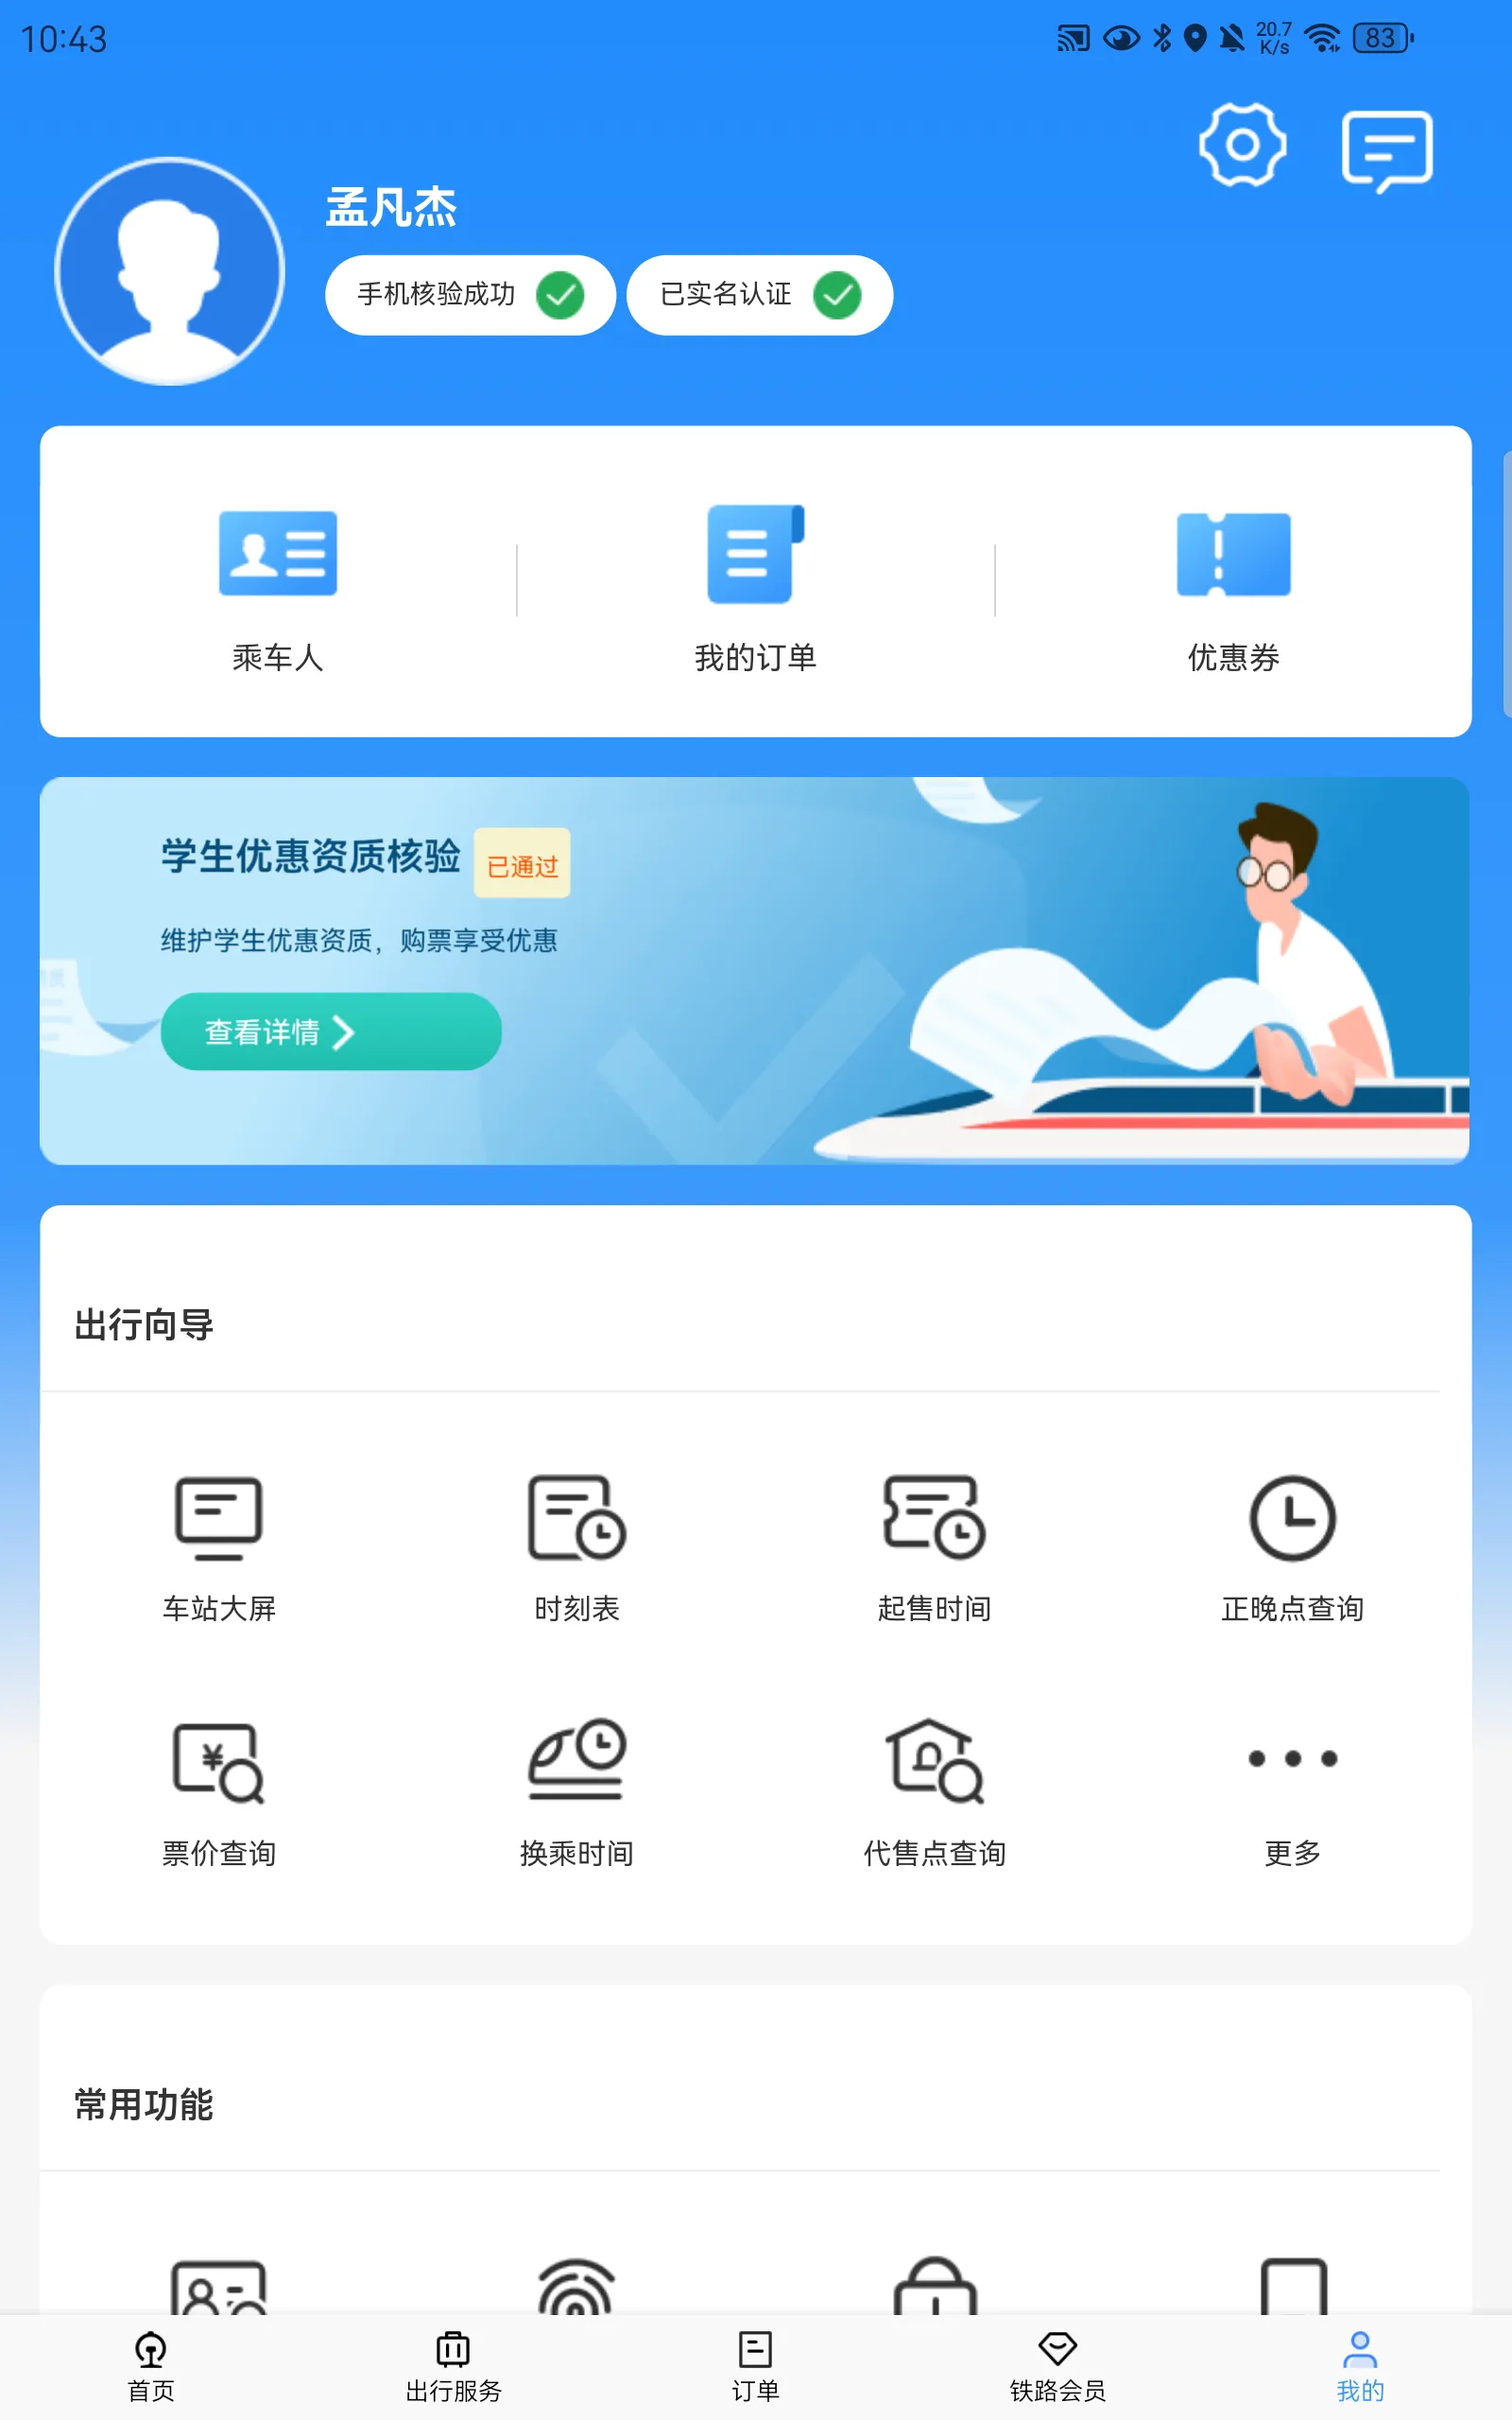 10:43
20.7
K/s
83
孟凡杰
手机核验成功
已实名认证
乘车人
我的订单
优惠券
学生优惠资质核验
已通过
维护学生优惠资质，购票享受优惠
查看详情
出行向导
车站大屏
时刻表
起售时间
正晚点查询
票价查询
换乘时间
代售点查询
更多
常用功能
首页
出行服务
订单
铁路会员
我的